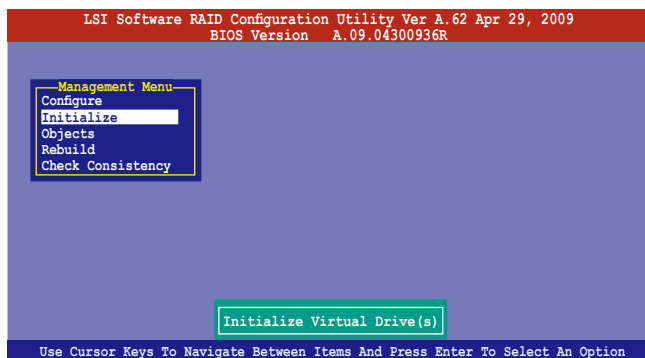 LSI Software RAID Configuration Utility Ver A.62 Apr 29, 2009
BIOS Version A.09.04300936R
Management Menu
Configure
Initialize
Objects
Rebuild
Check Consistency
Initialize Virtual Drive(s)
Use Cursor Keys To Navigate Between Items And Press Enter To Select An Option